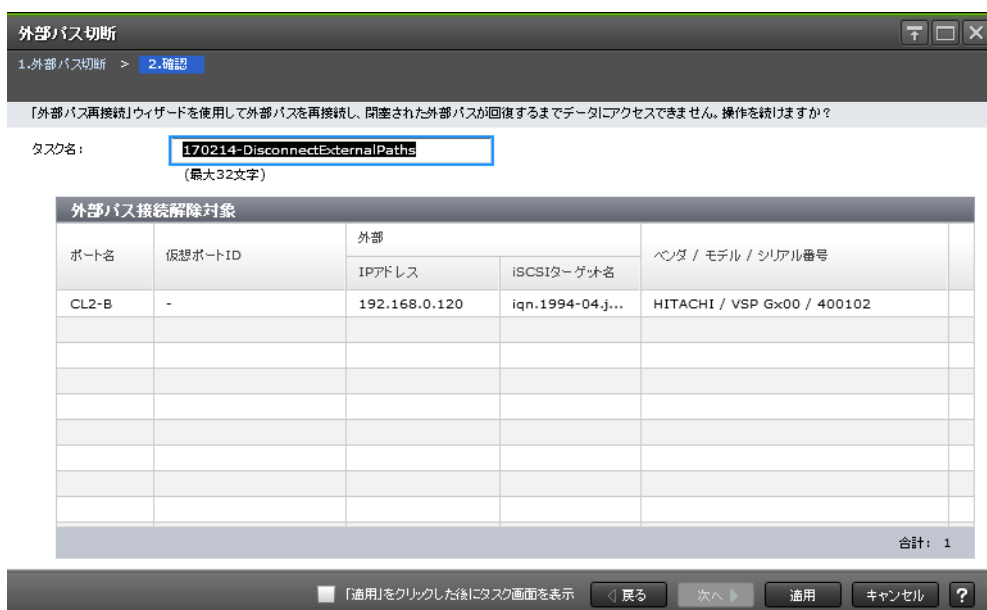 外部パス切断
1.外部パス切断 > 2.確認
「外部パス再接続」ウィザードを使用して外部パスを再接続し、閉塞された外部パスが回復するまでデータにアクセスできません。操作を続けますか？
タスク名： 170214-DisconnectExternalPaths
(最大32文字)
外部パス接続解除対象
ポート名 仮想ポートID 外部 ベンダ / モデル / シリアル番号
IPアドレス iSCSIターゲット名
CL2-B - 192.168.0.120 iqn.1994-04.j... HITACHI / VSP Gx00 / 400102
合計： 1
「適用」をクリックした後にタスク画面を表示 戻る 次へ 適用 キャンセル ?